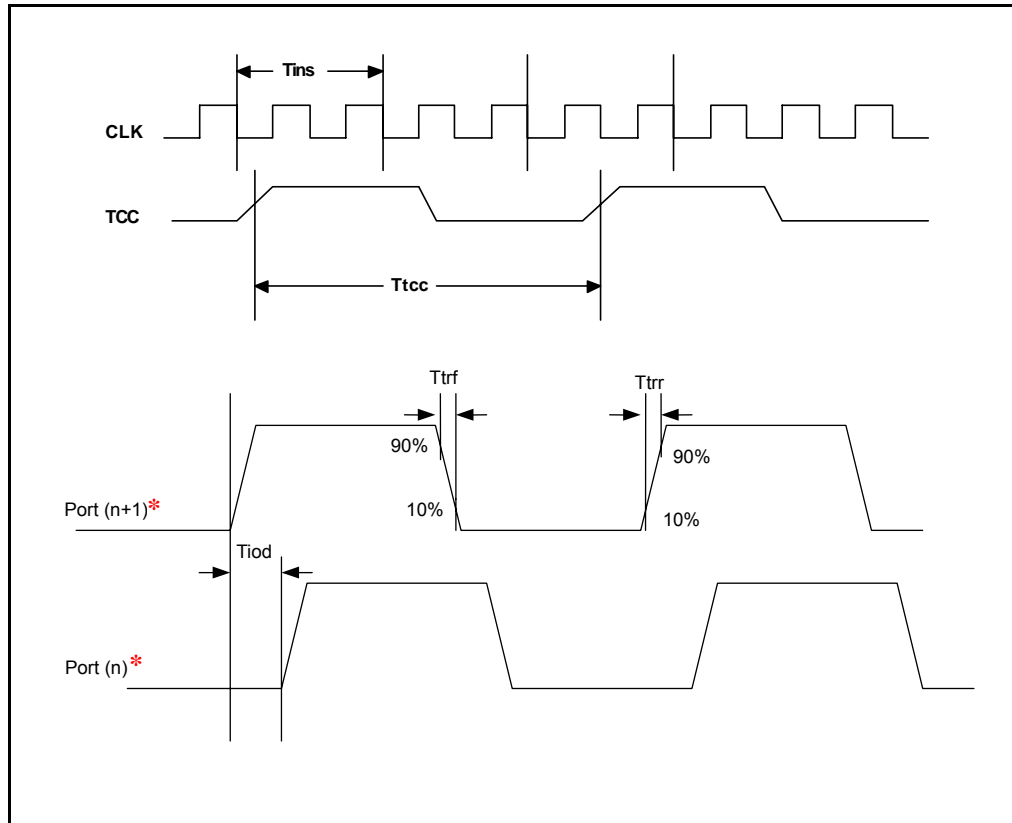 Tins
CLK
TCC
Ttcc
Ttrf
Ttrr
90%
90%
Port (n+1)*
10%
10%
Tiod
Port (n)*